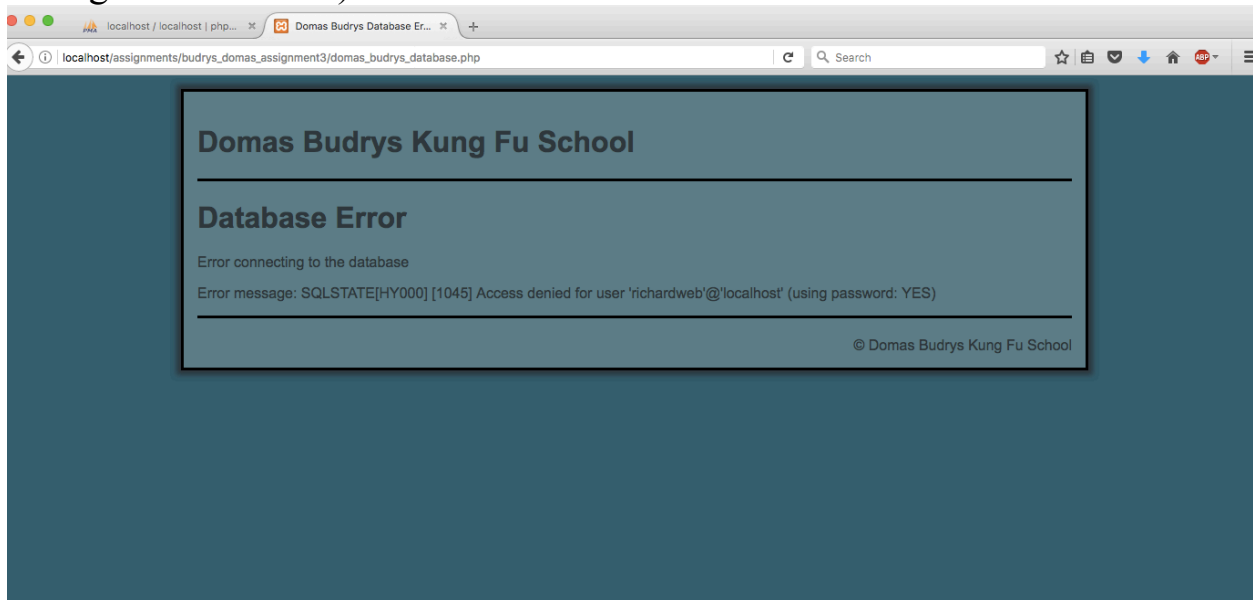 localhost / localhost | php...
Domas Budrys Database Er...
localhost/assignments/budrys_domas_assignment3/domas_budrys_database.php
Search
ABP
Domas Budrys Kung Fu School
Database Error
Error connecting to the database
Error message: SQLSTATE[HY000] [1045] Access denied for user 'richardweb'@'localhost' (using password: YES)
© Domas Budrys Kung Fu School